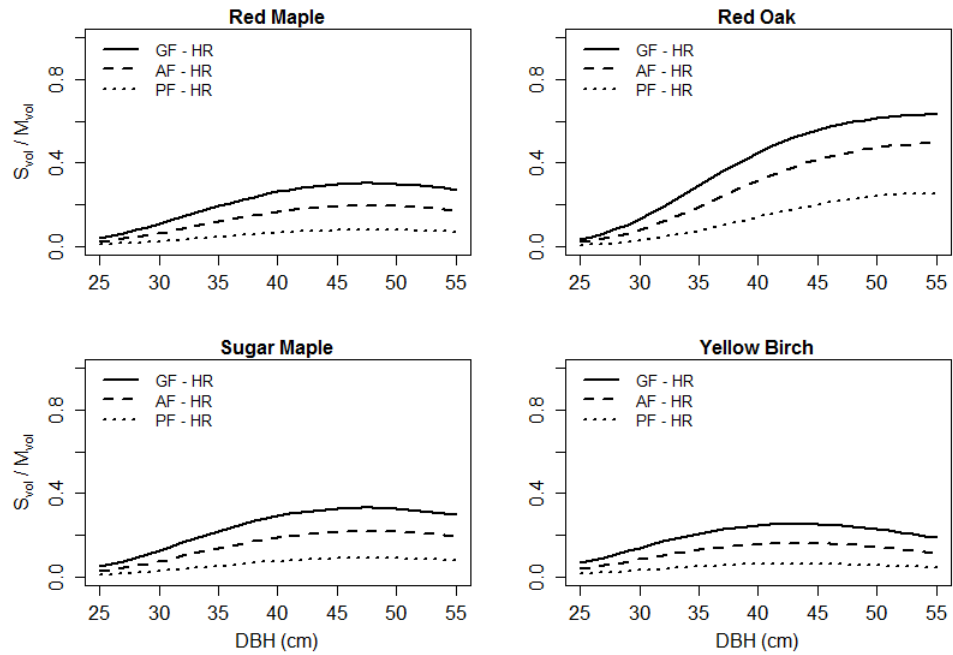 Red Maple
GF - HR
AF - HR
PF - HR
S_vol / M_vol
0.0 0.4 0.8
25 30 35 40 45 50 55
Red Oak
GF - HR
AF - HR
PF - HR
0.0 0.4 0.8
25 30 35 40 45 50 55
Sugar Maple
GF - HR
AF - HR
PF - HR
S_vol / M_vol
0.0 0.4 0.8
25 30 35 40 45 50 55
DBH (cm)
Yellow Birch
GF - HR
AF - HR
PF - HR
0.0 0.4 0.8
25 30 35 40 45 50 55
DBH (cm)